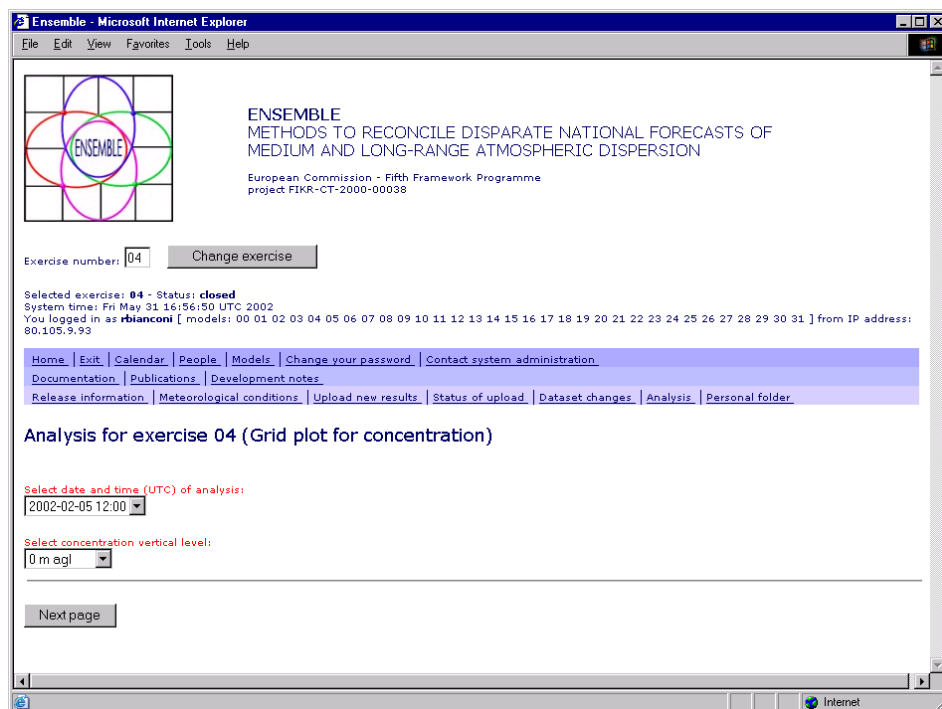 Ensemble - Microsoft Internet Explorer
File Edit View Favorites Tools Help
ENSEMBLE
ENSEMBLE
METHODS TO RECONCILE DISPARATE NATIONAL FORECASTS OF
MEDIUM AND LONG-RANGE ATMOSPHERIC DISPERSION
European Commission - Fifth Framework Programme
project FIKR-CT-2000-00038
Exercise number: 04 Change exercise
Selected exercise: 04 - Status: closed
System time: Fri May 31 16:56:50 UTC 2002
You logged in as rbianconi [ models: 00 01 02 03 04 05 06 07 08 09 10 11 12 13 14 15 16 17 18 19 20 21 22 23 24 25 26 27 28 29 30 31 ] from IP address:
80.105.9.93
Home | Exit | Calendar | People | Models | Change your password | Contact system administration
Documentation | Publications | Development notes
Release information | Meteorological conditions | Upload new results | Status of upload | Dataset changes | Analysis | Personal folder
Analysis for exercise 04 (Grid plot for concentration)
Select date and time (UTC) of analysis:
2002-02-05 12:00
Select concentration vertical level:
0 m agl
Next page
Internet